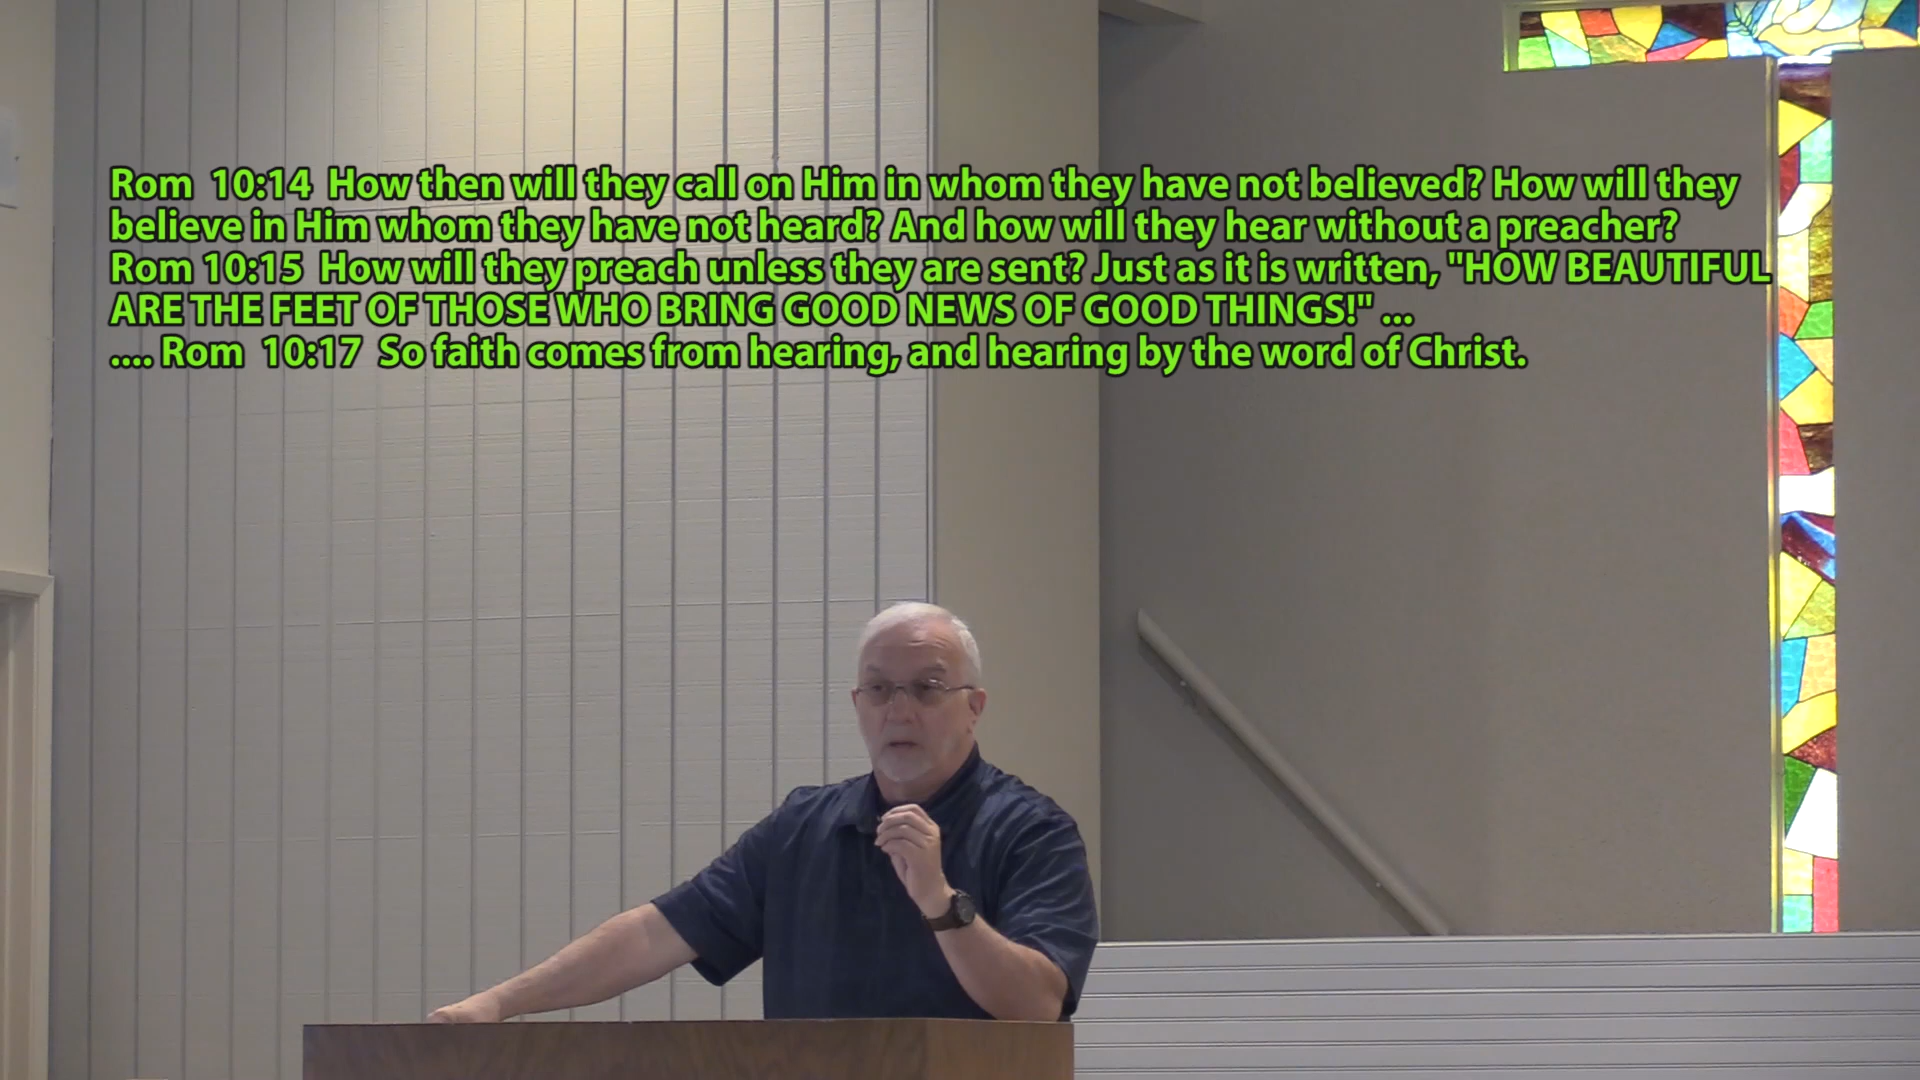 Rom  10:14  How then will they call on Him in whom they have not believed? How will they
believe in Him whom they have not heard? And how will they hear without a preacher?
Rom 10:15  How will they preach unless they are sent? Just as it is written, "HOW BEAUTIFUL
ARE THE FEET OF THOSE WHO BRING GOOD NEWS OF GOOD THINGS!" ...
.... Rom  10:17  So faith comes from hearing, and hearing by the word of Christ.